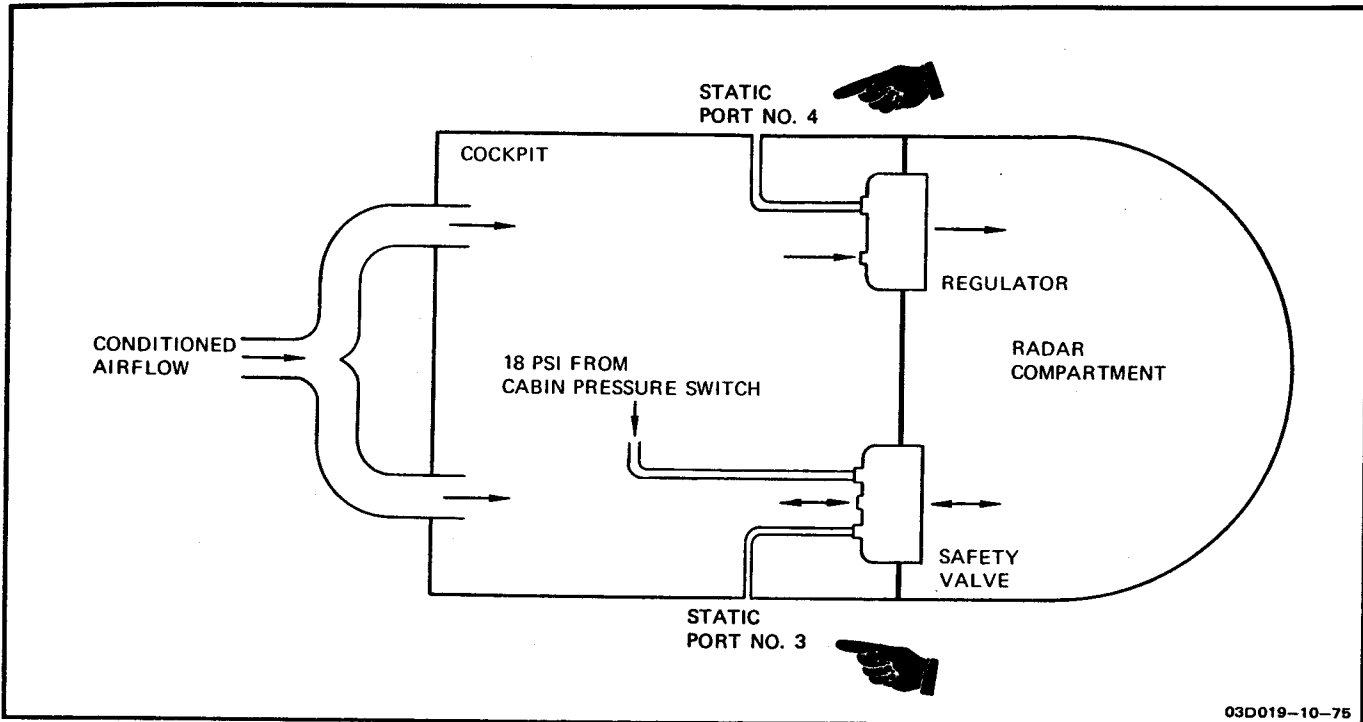 STATIC
PORT NO. 4
COCKPIT
REGULATOR
CONDITIONED
AIRFLOW
18 PSI FROM
CABIN PRESSURE SWITCH
RADAR
COMPARTMENT
SAFETY
VALVE
STATIC
PORT NO. 3
03D019-10-75